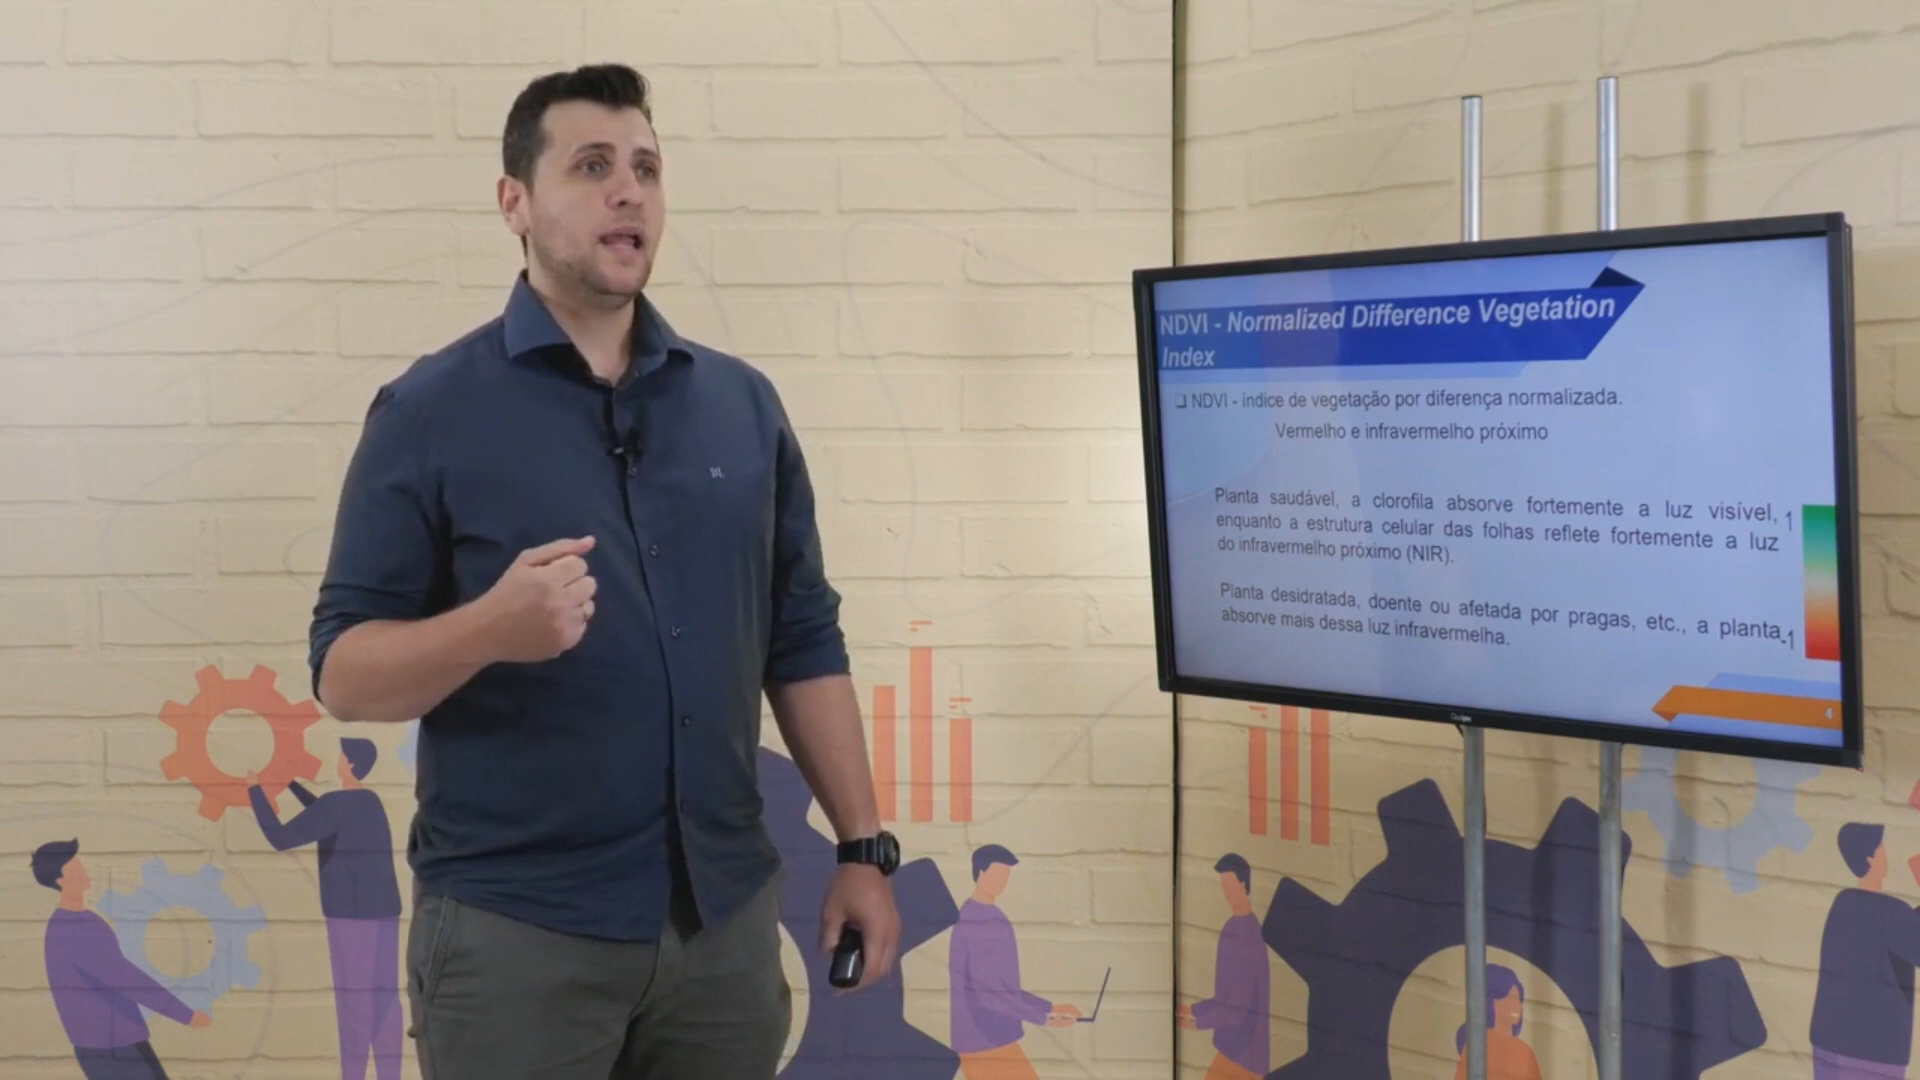 NDVI - Normalized Difference Vegetation
Index
❑ NDVI - índice de vegetação por diferença normalizada.
Vermelho e infravermelho próximo
Planta saudável, a clorofila absorve fortemente a luz visível,
enquanto a estrutura celular das folhas reflete fortemente a luz
do infravermelho próximo (NIR).
1
Planta desidratada, doente ou afetada por pragas, etc., a planta
absorve mais dessa luz infravermelha.
-1
4